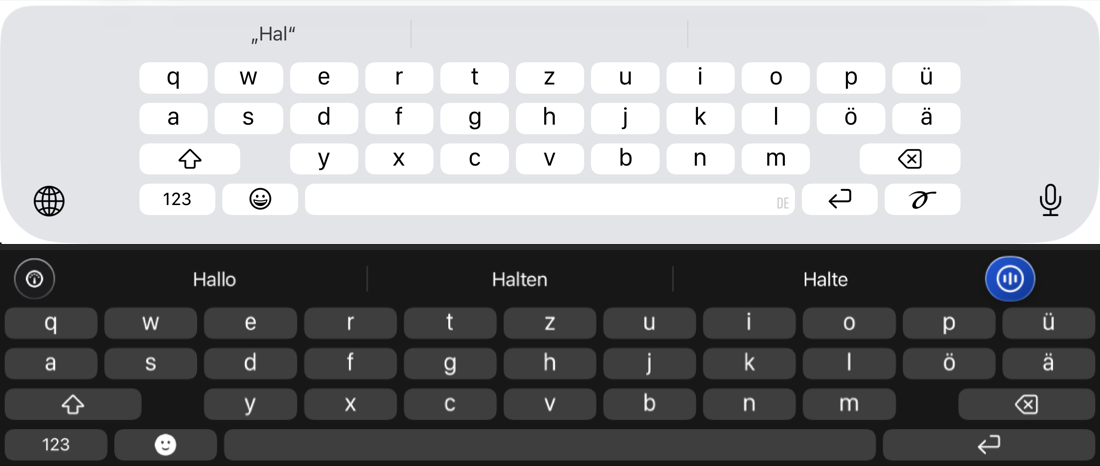 „Hal“
q w e r t z u i o p ü
a s d f g h j k l ö ä
y x c v b n m
123 DE
Hallo Halten Halte
q w e r t z u i o p ü
a s d f g h j k l ö ä
y x c v b n m
123